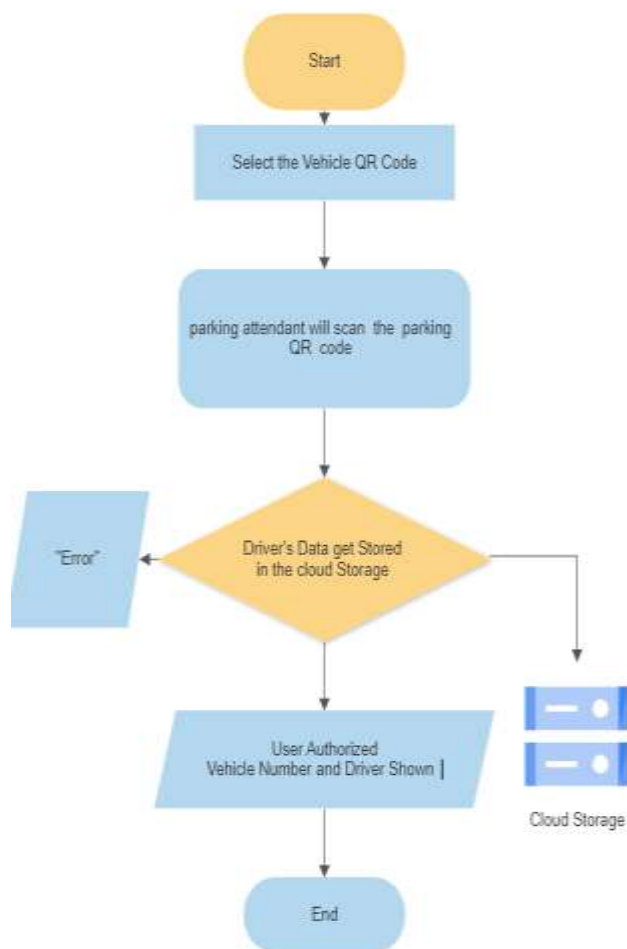 Start
Select the Vehicle QR Code
parking attendant will scan the parking
QR code
Driver's Data get Stored
in the cloud Storage
"Error"
User Authorized
Vehicle Number and Driver Shown
Cloud Storage
End